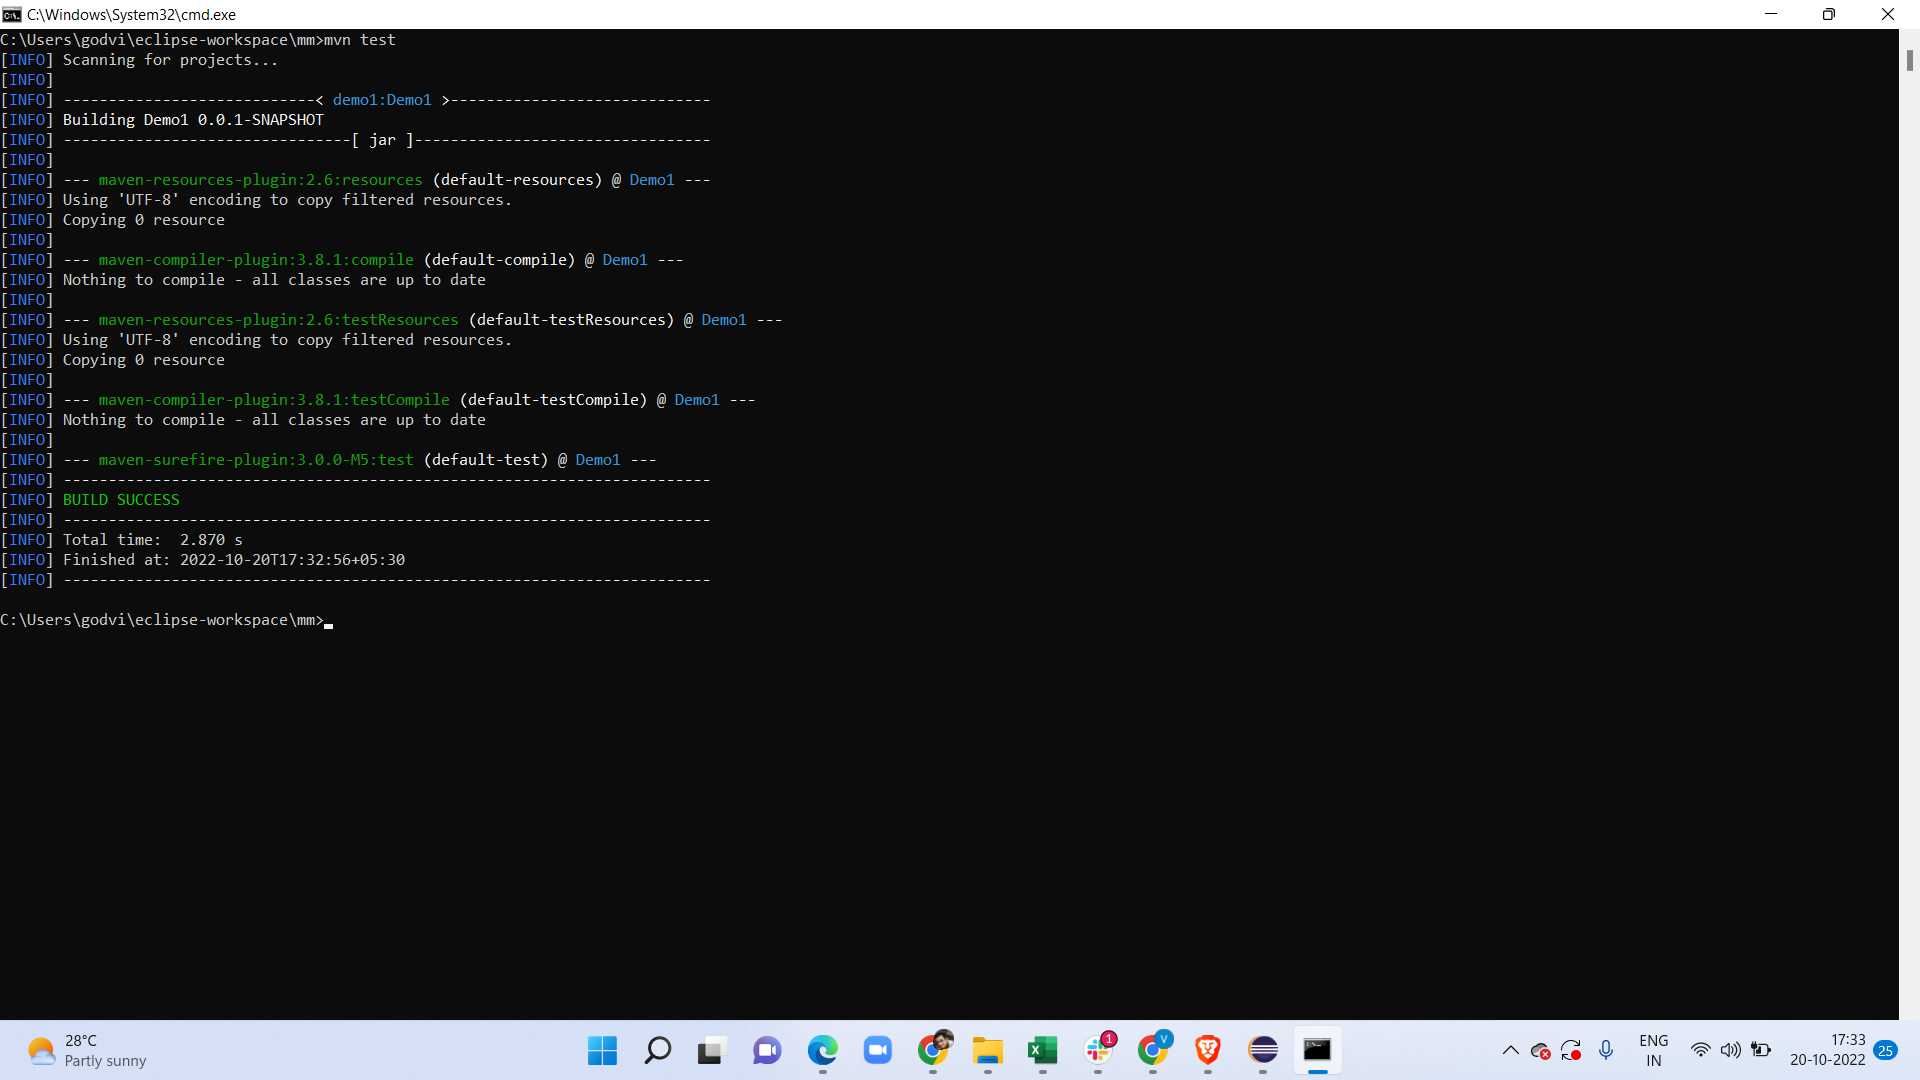 C:\Windows\System32\cmd.exe
C:\Users\godvi\eclipse-workspace\mm>mvn test
[INFO] Scanning for projects...
[INFO]
[INFO] ----------------------------< demo1:Demo1 >-----------------------------
[INFO] Building Demo1 0.0.1-SNAPSHOT
[INFO] --------------------------------[ jar ]---------------------------------
[INFO]
[INFO] --- maven-resources-plugin:2.6:resources (default-resources) @ Demo1 ---
[INFO] Using 'UTF-8' encoding to copy filtered resources.
[INFO] Copying 0 resource
[INFO]
[INFO] --- maven-compiler-plugin:3.8.1:compile (default-compile) @ Demo1 ---
[INFO] Nothing to compile - all classes are up to date
[INFO]
[INFO] --- maven-resources-plugin:2.6:testResources (default-testResources) @ Demo1 ---
[INFO] Using 'UTF-8' encoding to copy filtered resources.
[INFO] Copying 0 resource
[INFO]
[INFO] --- maven-compiler-plugin:3.8.1:testCompile (default-testCompile) @ Demo1 ---
[INFO] Nothing to compile - all classes are up to date
[INFO]
[INFO] --- maven-surefire-plugin:3.0.0-M5:test (default-test) @ Demo1 ---
[INFO] ------------------------------------------------------------------------
[INFO] BUILD SUCCESS
[INFO] ------------------------------------------------------------------------
[INFO] Total time:  2.870 s
[INFO] Finished at: 2022-10-20T17:32:56+05:30
[INFO] ------------------------------------------------------------------------
C:\Users\godvi\eclipse-workspace\mm>
28°C
Partly sunny
1
V
ENG
IN
17:33
20-10-2022
25